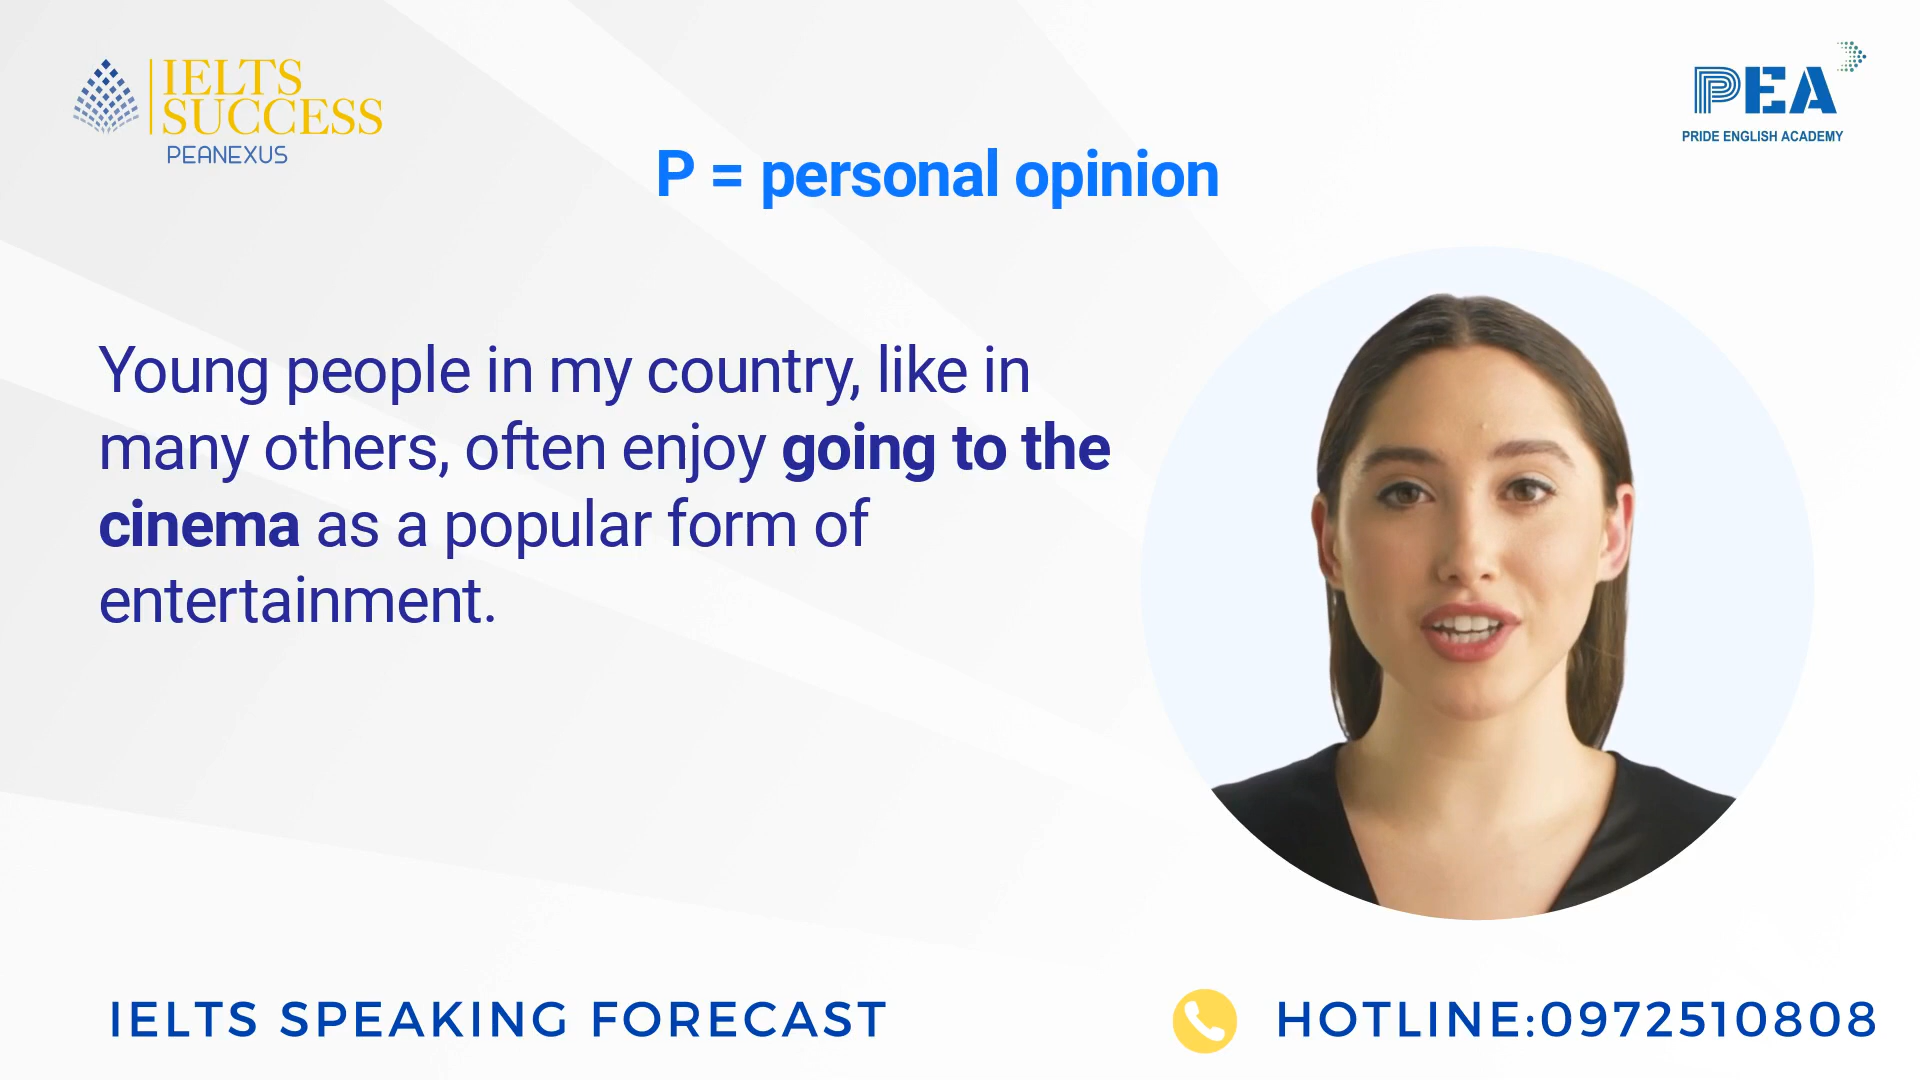 IELTS
SUCCESS
PEANEXUS
PEA
PRIDE ENGLISH ACADEMY
P = personal opinion
Young people in my country, like in
many others, often enjoy going to the
cinema as a popular form of
entertainment.
IELTS SPEAKING FORECAST
HOTLINE:0972510808